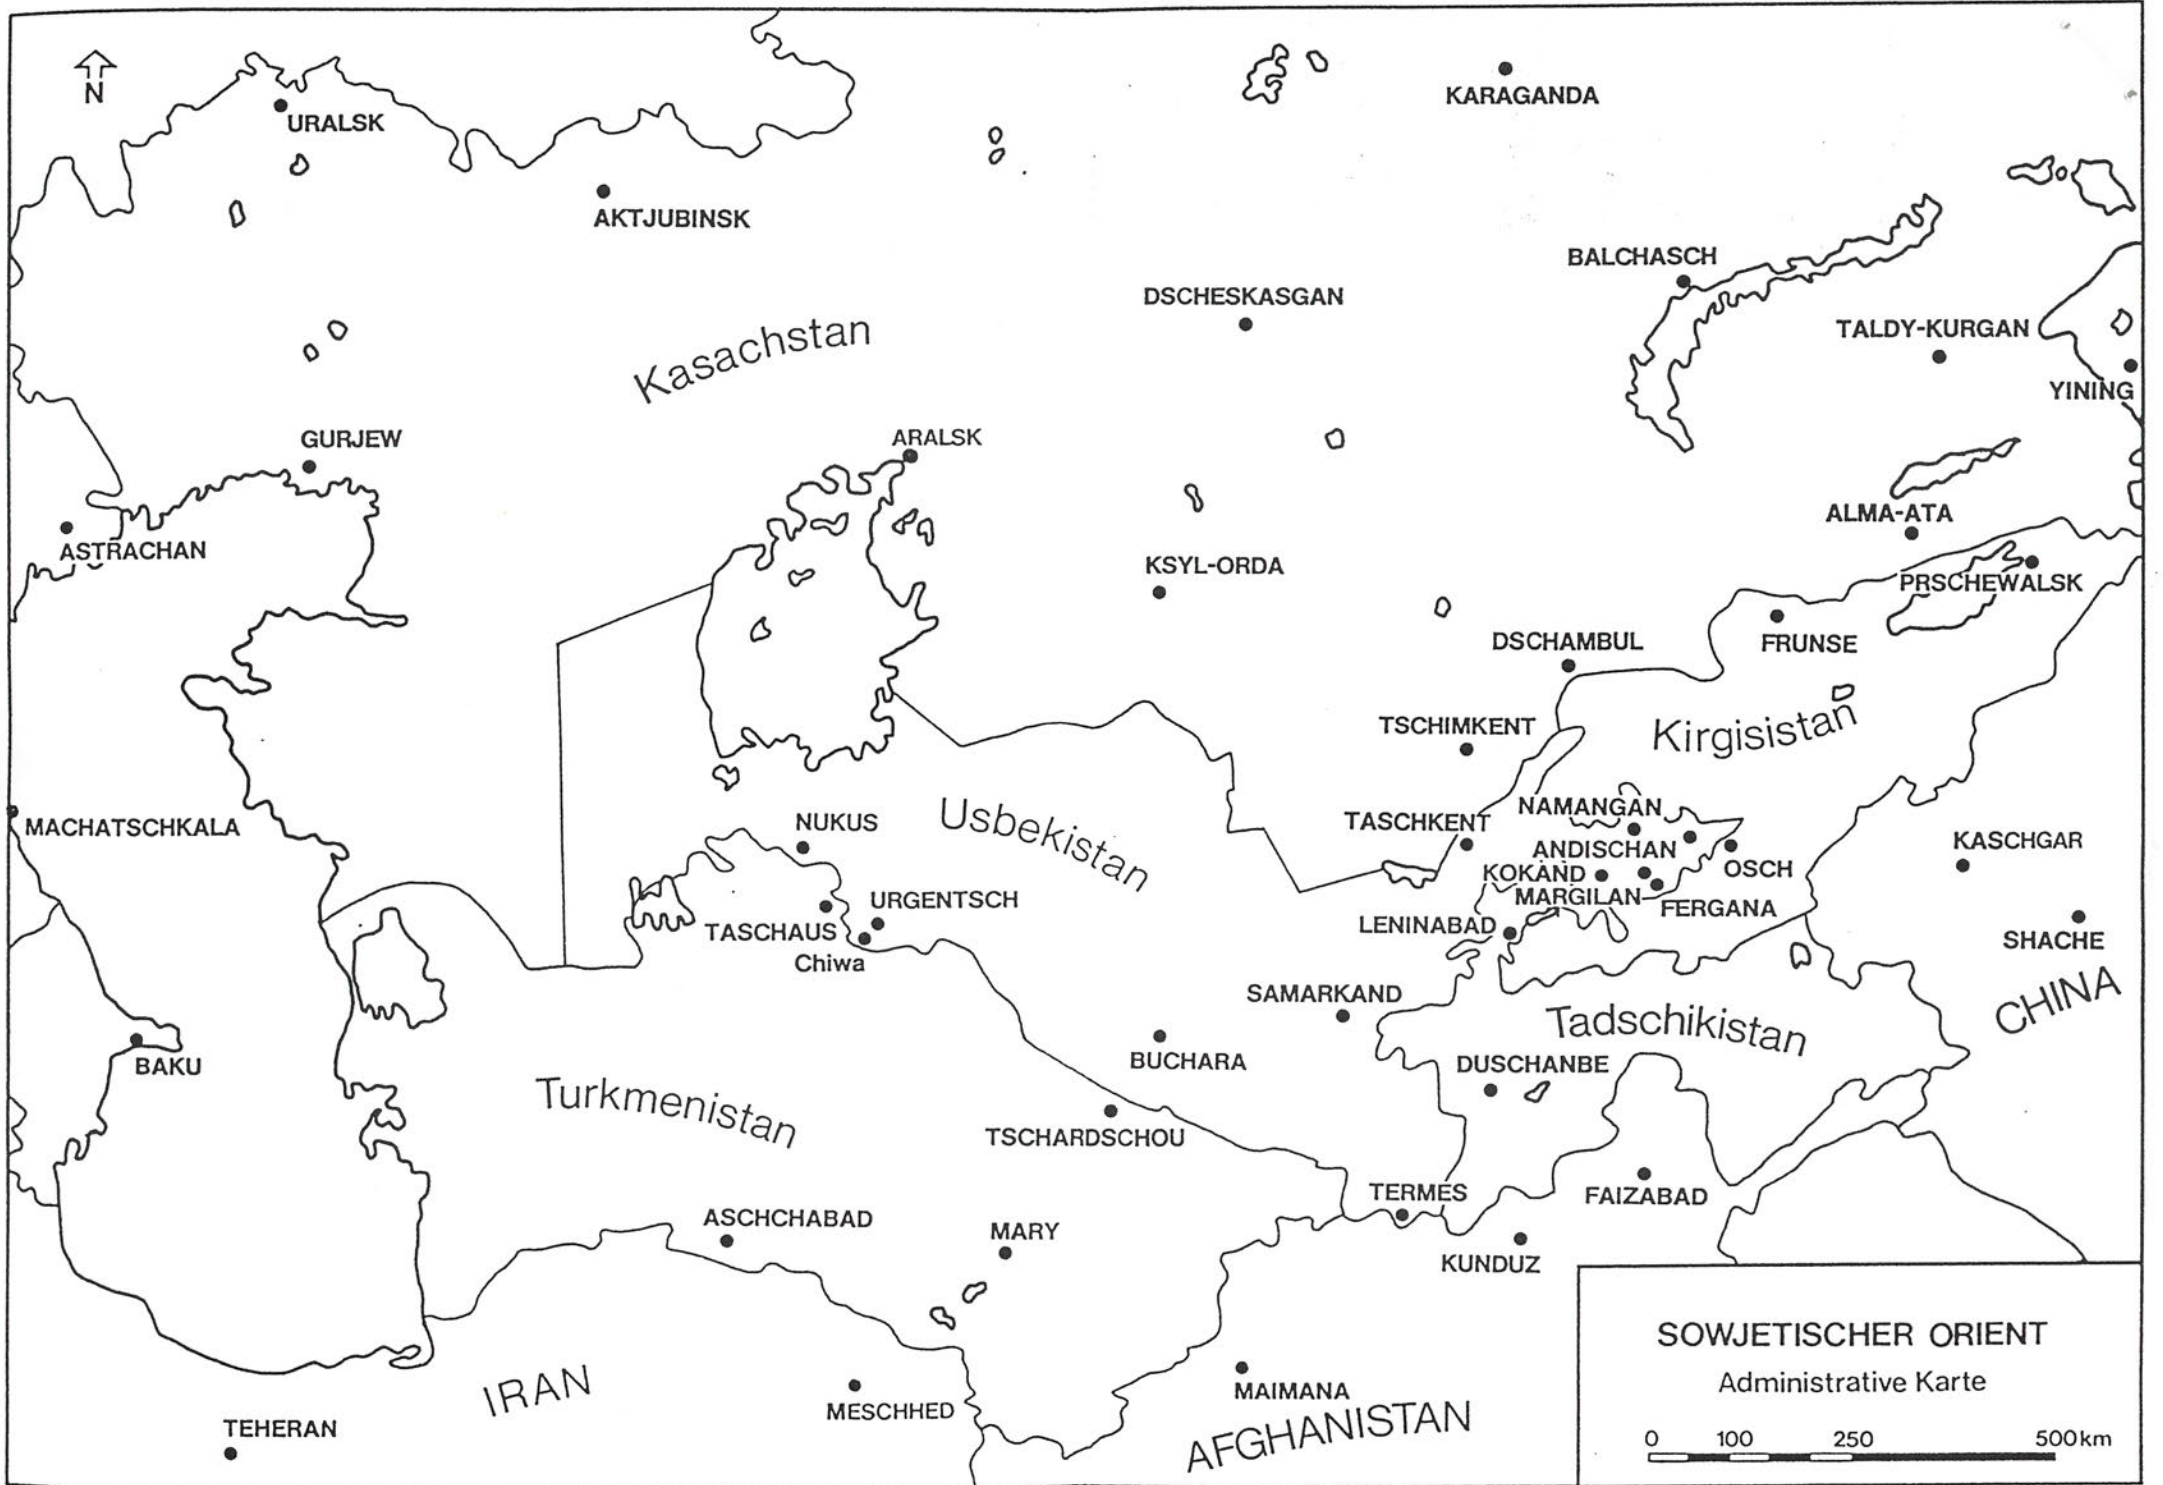 N
URALSK
KARAGANDA
AKTJUBINSK
BALCHASCH
DSCHESKASGAN
TALDY-KURGAN
Kasachstan
YINING
GURJEW
ARALSK
ALMA-ATA
ASTRACHAN
KSYL-ORDA
PRSCHEWALSK
DSCHAMBUL
FRUNSE
TSCHIMKENT
Kirgisistan
NAMANGAN
MACHATSCHKALA
NUKUS
Usbekistan
TASCHKENT
ANDISCHAN
KASCHGAR
KOKAND
OSCH
MARGILAN
FERGANA
URGENTSCH
LENINABAD
TASCHAUS
SHACHE
Chiwa
SAMARKAND
CHINA
Tadschikistan
BAKU
BUCHARA
DUSCHANBE
Turkmenistan
TSCHARDSCHOU
TERMES
FAIZABAD
ASCHCHABAD
MARY
KUNDUZ
IRAN
MESCHHED
MAIMANA
AFGHANISTAN
TEHERAN
SOWJETISCHER ORIENT
Administrative Karte
0 100 250 500km